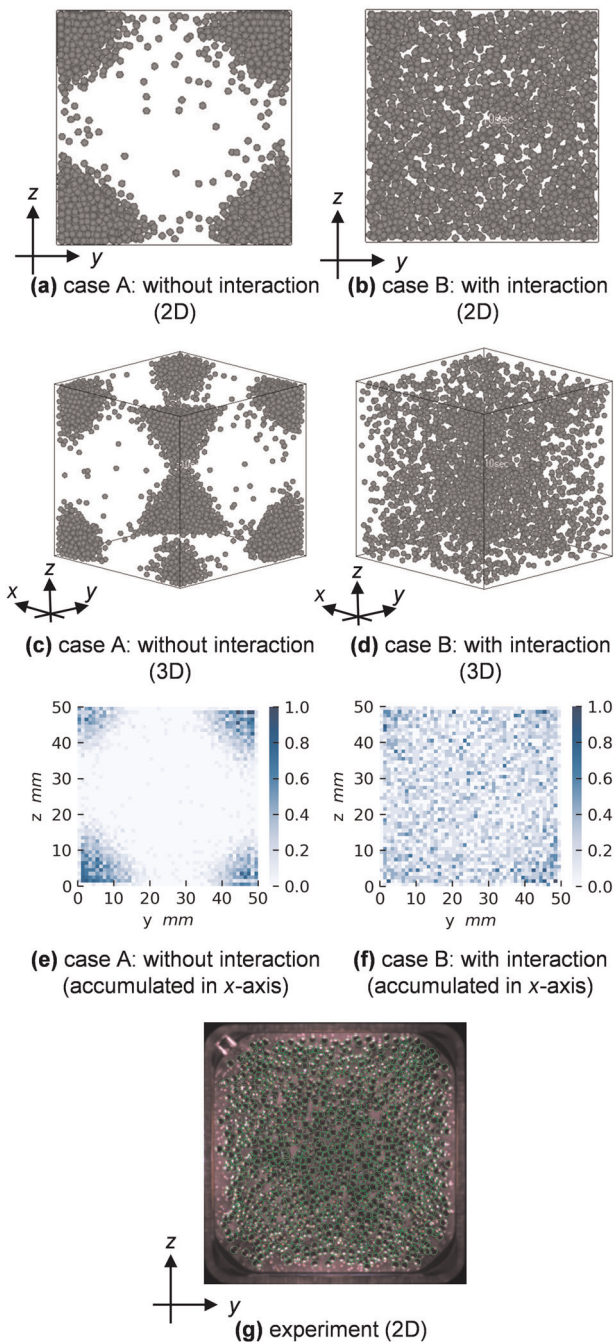 z
z
10sec
y
y
(a) case A: without interaction
(2D)
(b) case B: with interaction
(2D)
10sec
z
x
y
z
x
y
(c) case A: without interaction
(3D)
(d) case B: with interaction
(3D)
50
40
30
20
10
0
z mm
0 10 20 30 40 50
y mm
1.0
0.8
0.6
0.4
0.2
0.0
50
40
30
20
10
0
z mm
0 10 20 30 40 50
y mm
1.0
0.8
0.6
0.4
0.2
0.0
(e) case A: without interaction
(accumulated in x-axis)
(f) case B: with interaction
(accumulated in x-axis)
z
y
(g) experiment (2D)